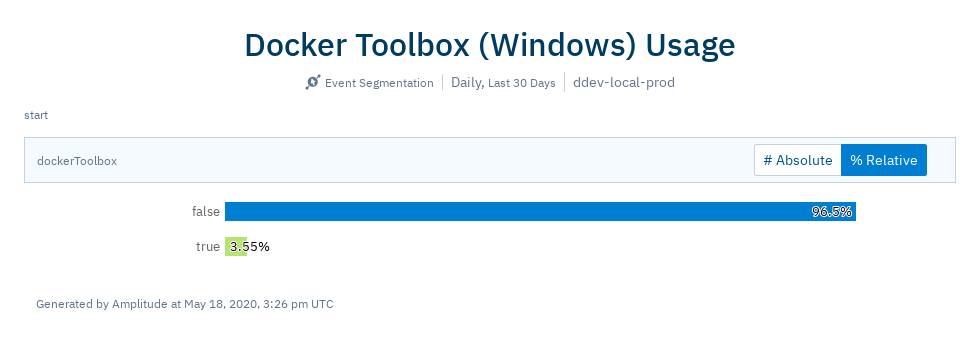 Docker Toolbox (Windows) Usage
Event Segmentation Daily, Last 30 Days ddev-local-prod
start
dockerToolbox # Absolute % Relative
false 96.5%
true 3.55%
Generated by Amplitude at May 18, 2020, 3:26 pm UTC